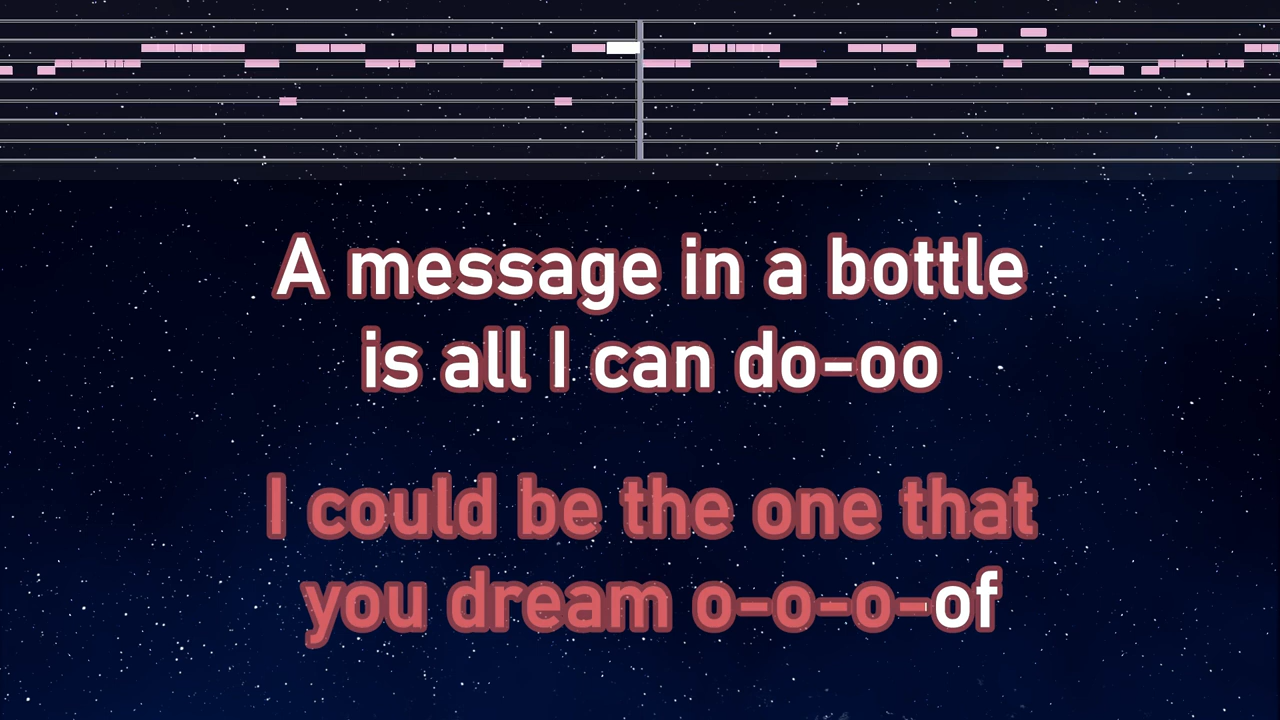 A message in a bottle
is all I can do-oo
I could be the one that
you dream o-o-o-of